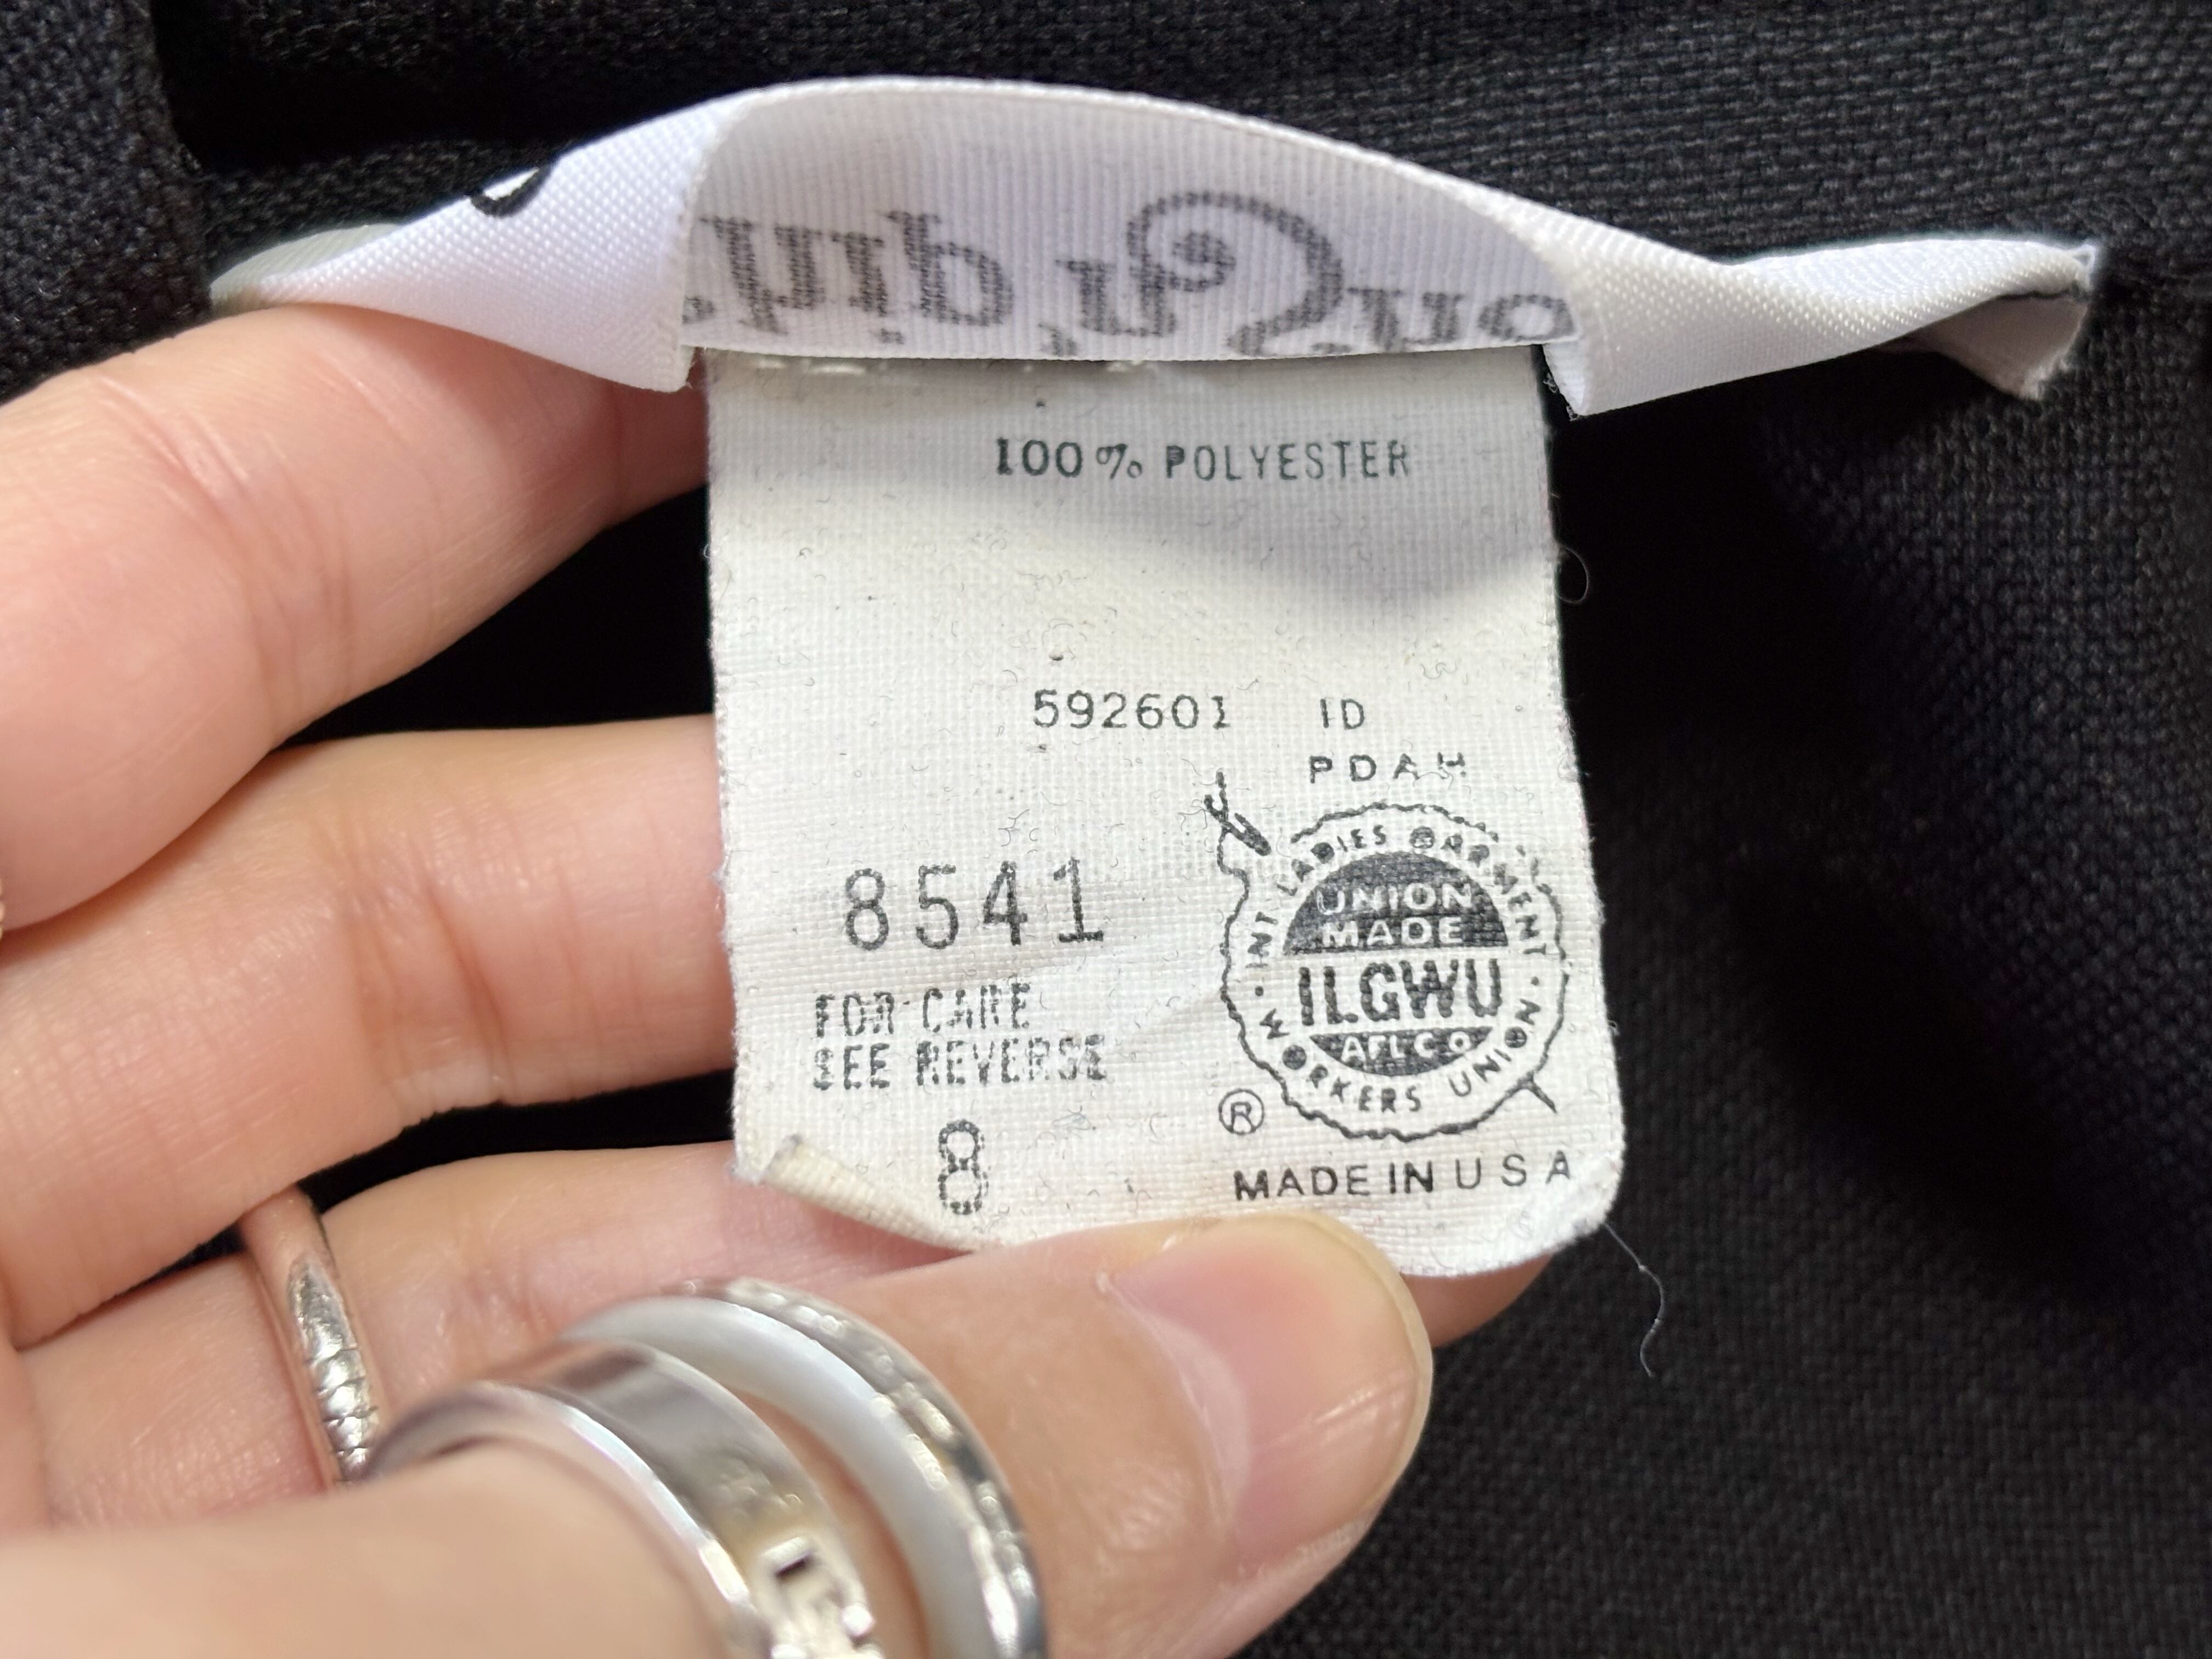 100% POLYESTER
592601 ID
PDAH
8541
FOR CARE
SEE REVERSE
8
INT LADIES GARMENT WORKERS UNION
UNION
MADE
ILGWU
AFL CO
®
MADE IN U S A